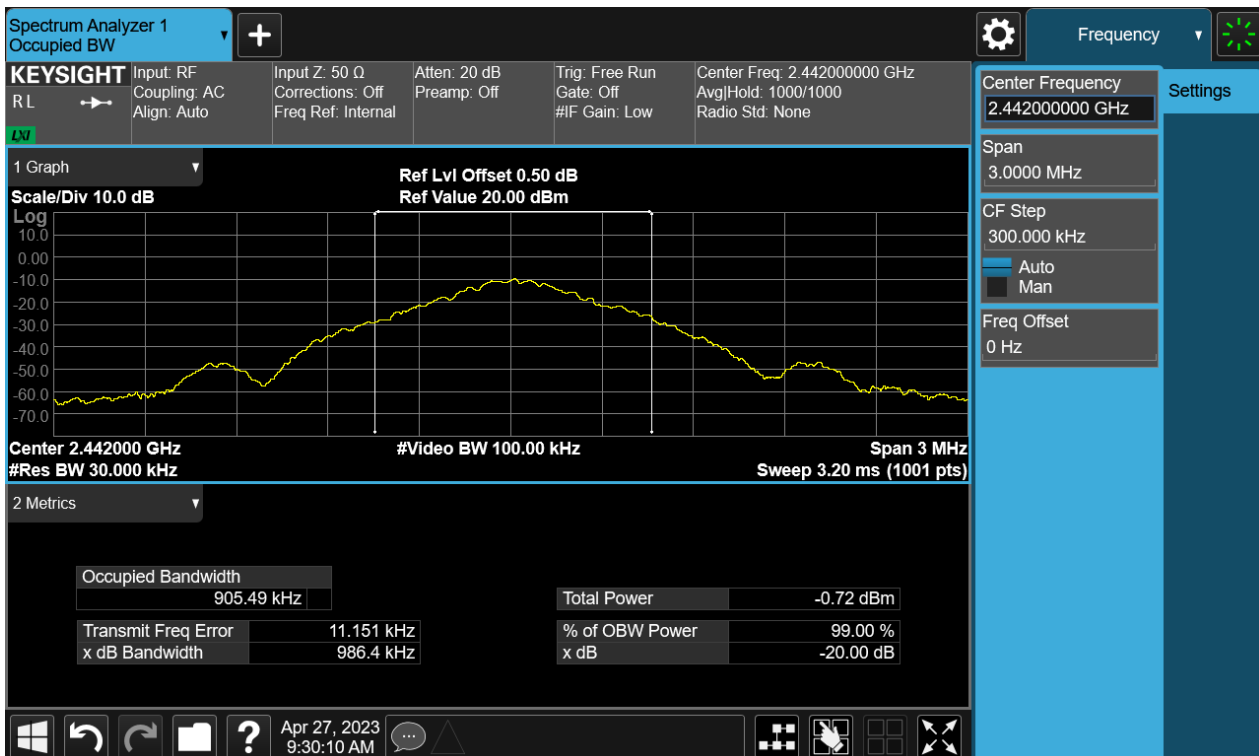 Spectrum Analyzer 1
Occupied BW
Frequency
KEYSIGHT
R L
LXI
Input: RF
Coupling: AC
Align: Auto
Input Z: 50 Ω
Corrections: Off
Freq Ref: Internal
Atten: 20 dB
Preamp: Off
Trig: Free Run
Gate: Off
#IF Gain: Low
Center Freq: 2.442000000 GHz
Avg|Hold: 1000/1000
Radio Std: None
Center Frequency
2.442000000 GHz
Settings
Span
3.0000 MHz
CF Step
300.000 kHz
Auto
Man
Freq Offset
0 Hz
1 Graph
Scale/Div 10.0 dB
Ref Lvl Offset 0.50 dB
Ref Value 20.00 dBm
Log
10.0
0.00
-10.0
-20.0
-30.0
-40.0
-50.0
-60.0
-70.0
Center 2.442000 GHz
#Video BW 100.00 kHz
Span 3 MHz
#Res BW 30.000 kHz
Sweep 3.20 ms (1001 pts)
2 Metrics
Occupied Bandwidth
905.49 kHz
Total Power -0.72 dBm
Transmit Freq Error 11.151 kHz
% of OBW Power 99.00 %
x dB Bandwidth 986.4 kHz
x dB -20.00 dB
?
Apr 27, 2023
9:30:10 AM